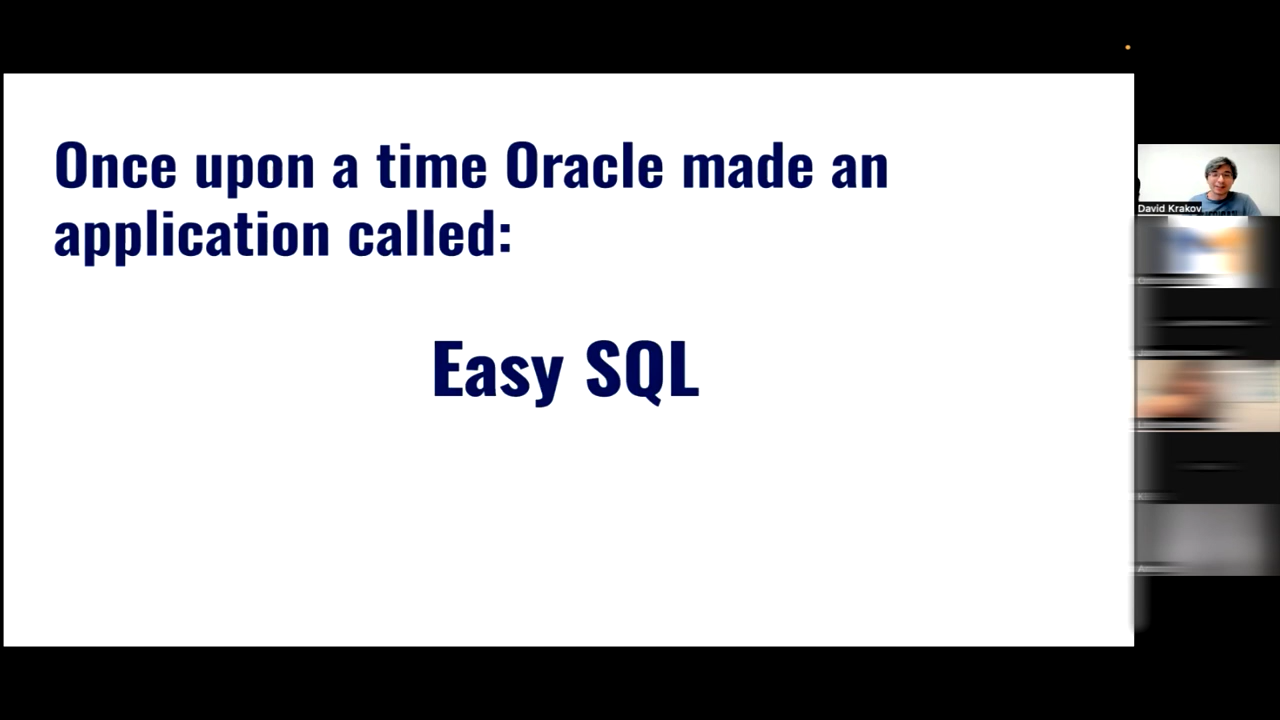 Once upon a time Oracle made an
application called:
Easy SQL
David Krakov